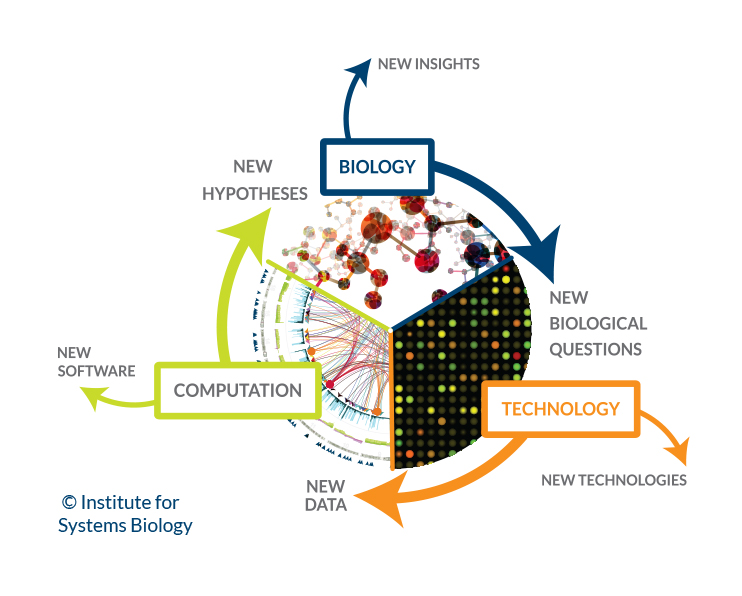 NEW INSIGHTS
BIOLOGY
NEW
HYPOTHESES
NEW
BIOLOGICAL
QUESTIONS
NEW
SOFTWARE
COMPUTATION
TECHNOLOGY
NEW TECHNOLOGIES
NEW
DATA
© Institute for
Systems Biology